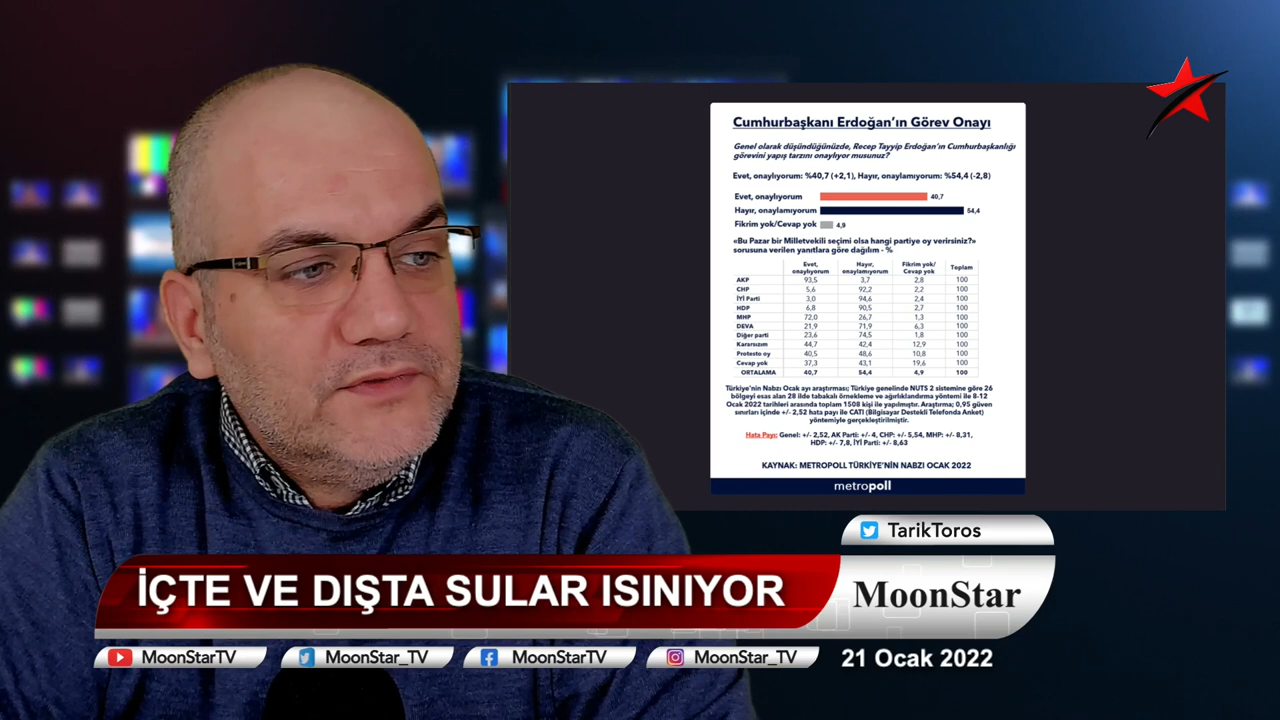 Cumhurbaşkanı Erdoğan'ın Görev Onayı
Genel olarak düşündüğünüzde, Recep Tayyip Erdoğan'ın Cumhurbaşkanlığı
görevini yapış tarzını onaylıyor musunuz?
Evet, onaylıyorum: %40,7 (+2,1), Hayır, onaylamıyorum: %54,4 (-2,8)
Evet, onaylıyorum 40,7
Hayır, onaylamıyorum 54,4
Fikrim yok/Cevap yok 4,9
«Bu Pazar bir Milletvekili seçimi olsa hangi partiye oy verirsiniz?»
sorusuna verilen yanıtlara göre dağılım - %
Evet, onaylıyorum Hayır, onaylamıyorum Fikrim yok/ Cevap yok Toplam
AKP 93,5 3,7 2,8 100
CHP 5,6 92,2 2,2 100
İYİ Parti 3,0 94,6 2,4 100
HDP 6,8 90,5 2,7 100
MHP 72,0 26,7 1,3 100
DEVA 21,9 71,9 6,3 100
Diğer parti 23,6 74,5 1,8 100
Kararsızım 44,7 42,4 12,9 100
Protesto oy 40,5 48,6 10,8 100
Cevap yok 37,3 43,1 19,6 100
ORTALAMA 40,7 54,4 4,9 100
Türkiye'nin Nabzı Ocak ayı araştırması; Türkiye genelinde NUTS 2 sistemine göre 26
bölgeyi esas alan 28 ilde tabakalı örnekleme ve ağırlıklandırma yöntemi ile 8-12
Ocak 2022 tarihleri arasında toplam 1508 kişi ile yapılmıştır. Araştırma; 0,95 güven
sınırları içinde +/- 2,52 hata payı ile CATI (Bilgisayar Destekli Telefonda Anket)
yöntemiyle gerçekleştirilmiştir.
Hata Payı: Genel: +/- 2,52, AK Parti: +/- 4, CHP: +/- 5,54, MHP: +/- 8,31,
HDP: +/- 7,8, İYİ Parti: +/- 8,63
KAYNAK: METROPOLL TÜRKİYE'NİN NABZI OCAK 2022
metropoll
TarikToros
İÇTE VE DIŞTA SULAR ISINIYOR
MoonStar
MoonStarTV
MoonStar_TV
MoonStarTV
MoonStar_TV
21 Ocak 2022